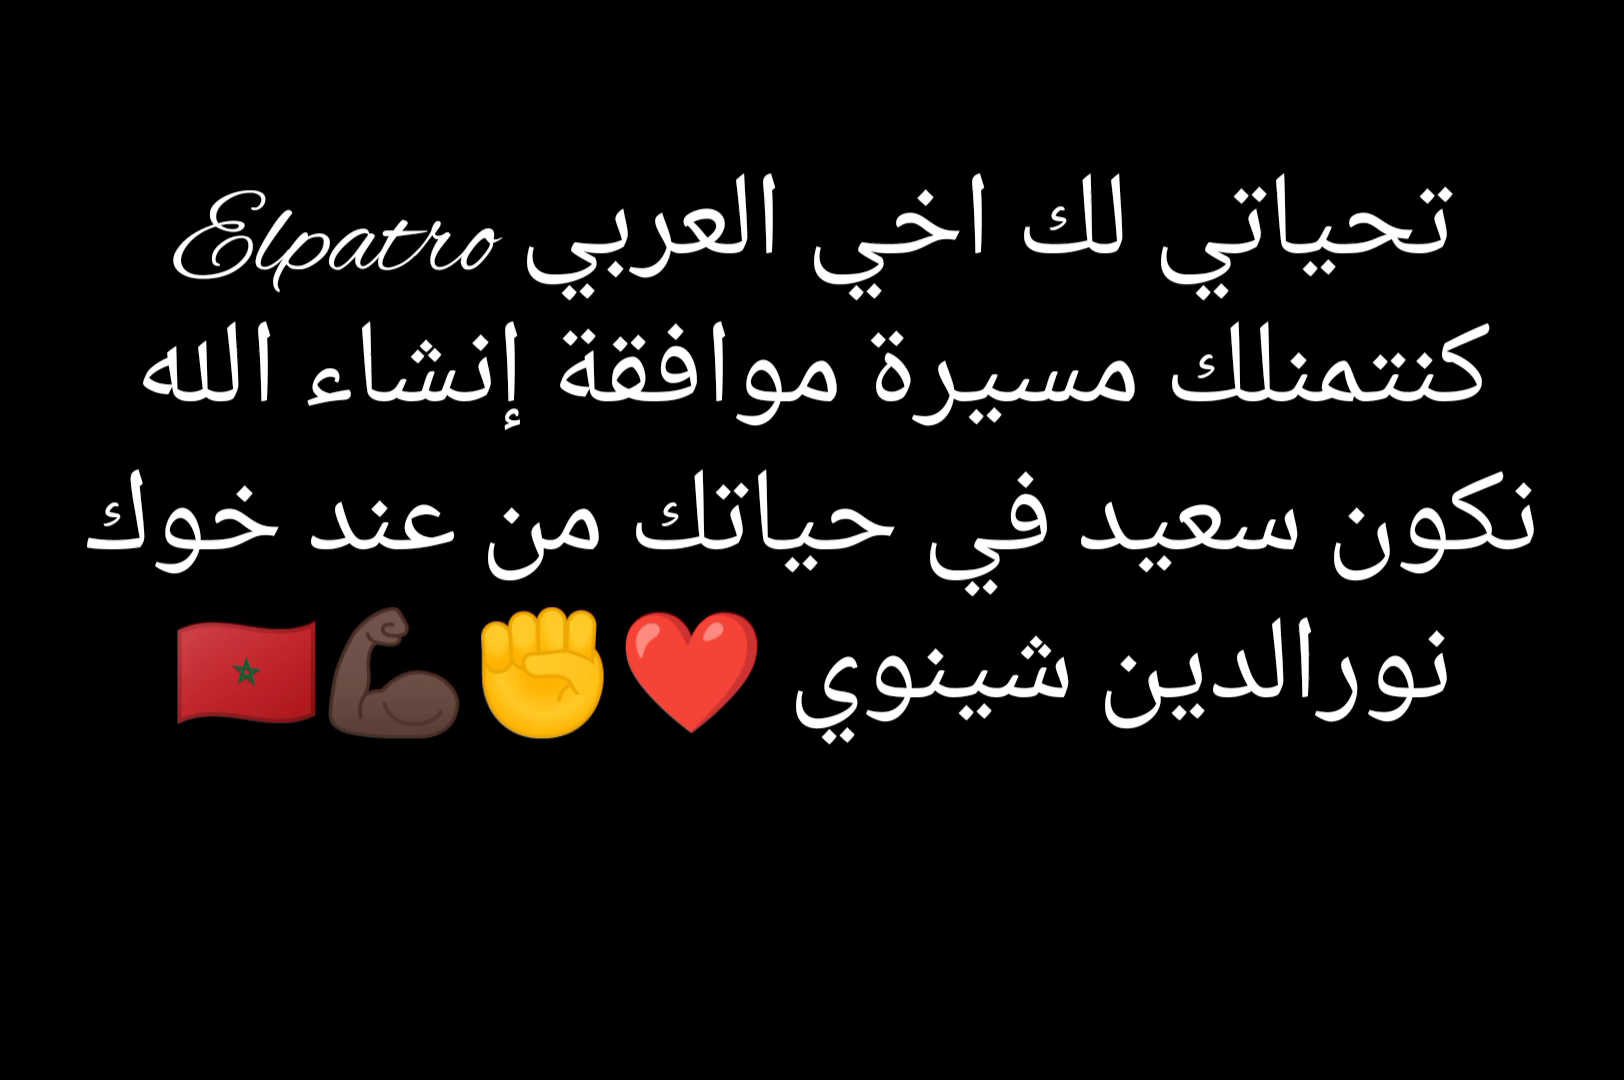 تحياتي لك اخي العربي Elpatro
كنتمنلك مسيرة موافقة إنشاء الله
نكون سعيد في حياتك من عند خوك
نورالدين شينوي ❤️✊💪🏿🇲🇦